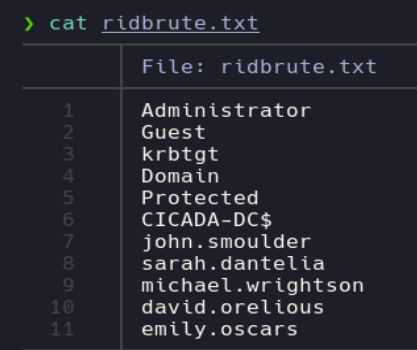 ❯ cat ridbrute.txt
File: ridbrute.txt
1 Administrator
2 Guest
3 krbtgt
4 Domain
5 Protected
6 CICADA-DC$
7 john.smoulder
8 sarah.dantelia
9 michael.wrightson
10 david.orelious
11 emily.oscars